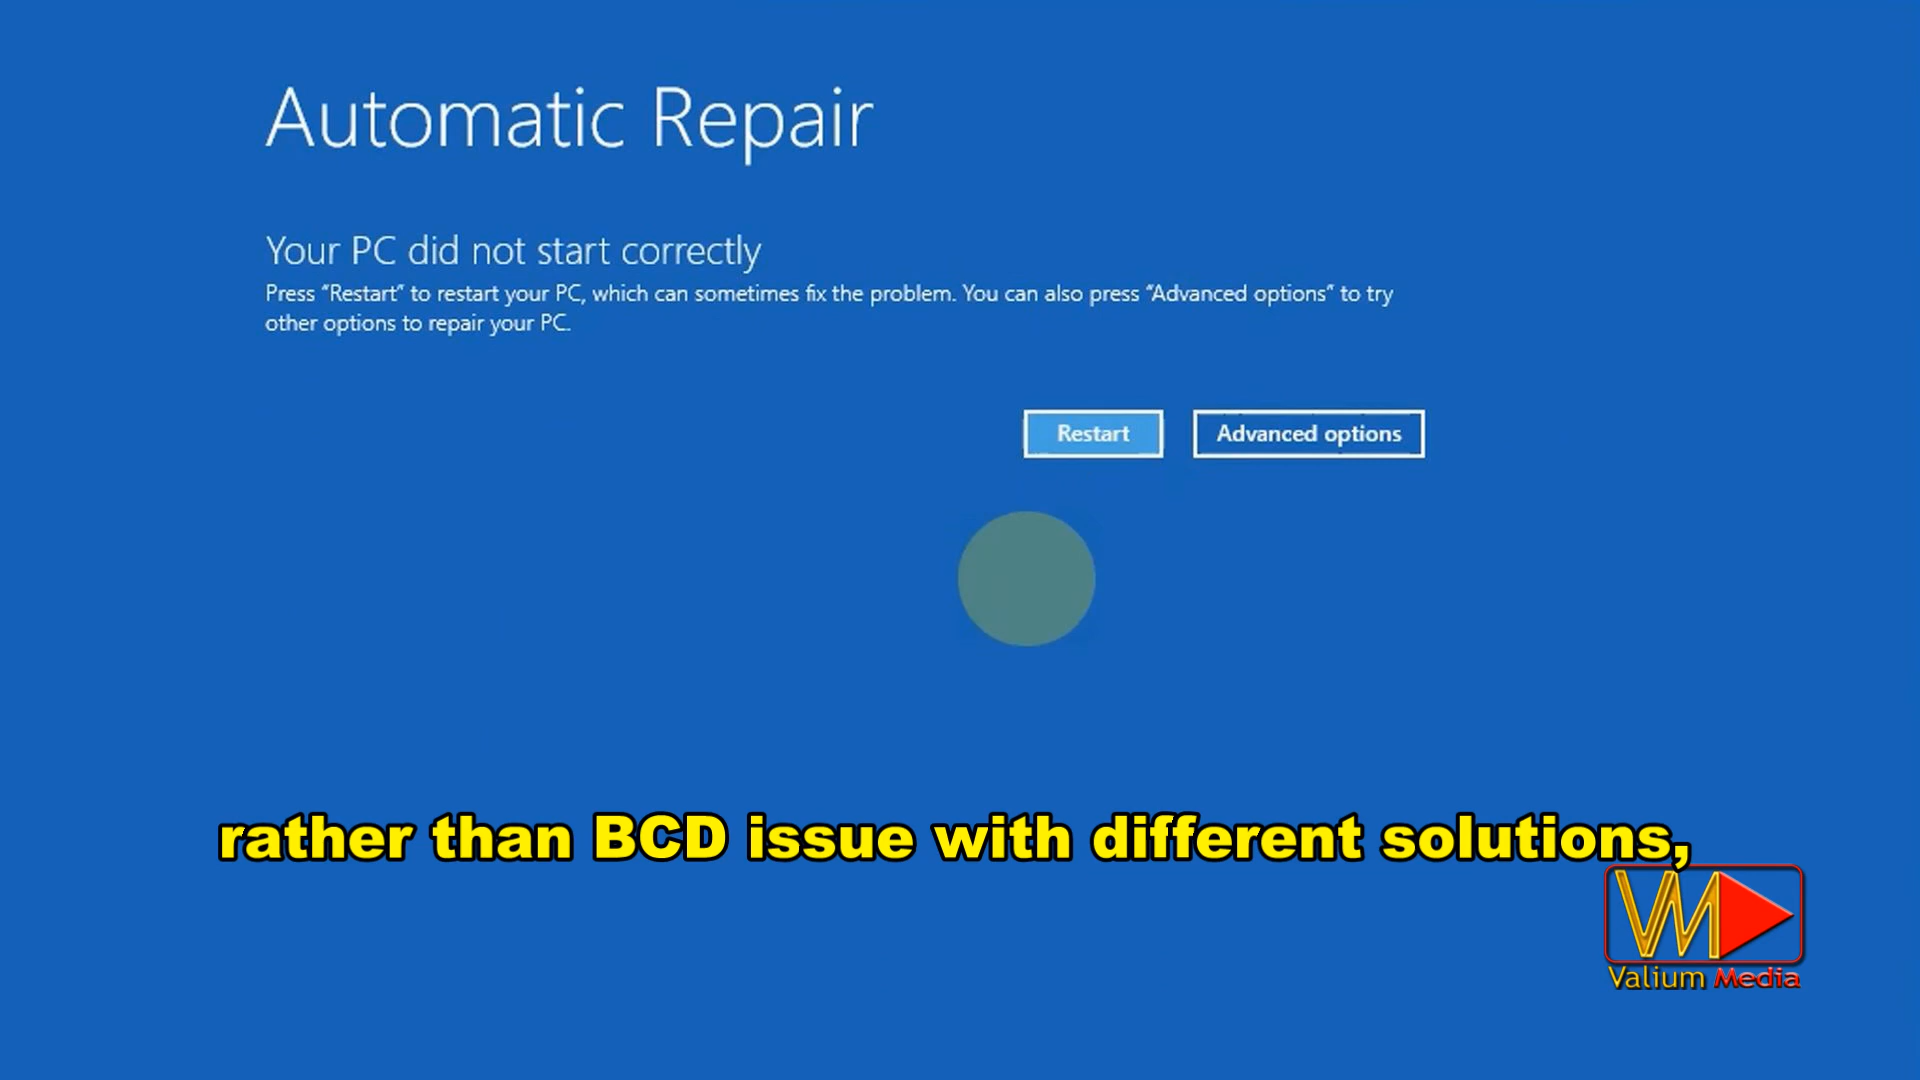 Automatic Repair
Your PC did not start correctly
Press “Restart” to restart your PC, which can sometimes fix the problem. You can also press “Advanced options” to try
other options to repair your PC.
Restart Advanced options
rather than BCD issue with different solutions,
VM
Valium Media